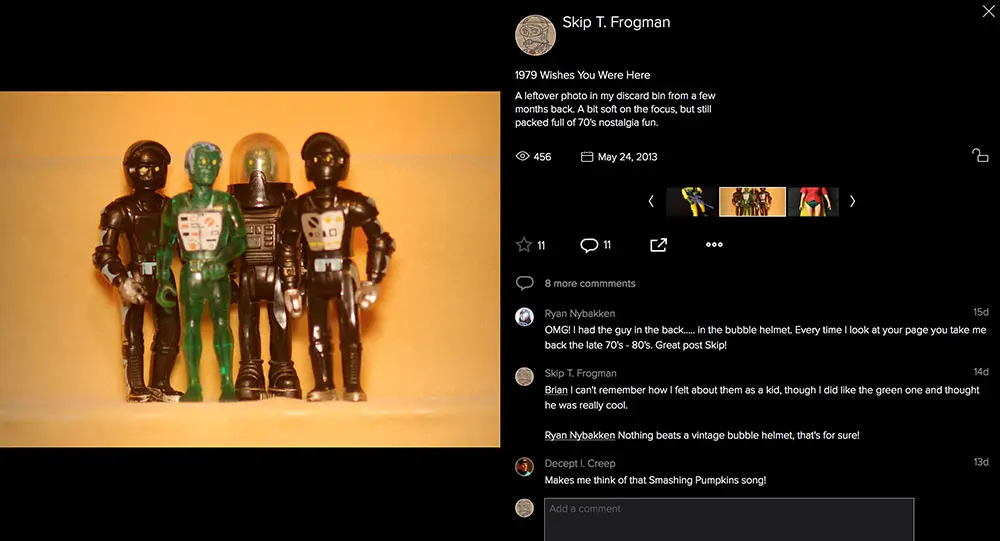 Skip T. Frogman
1979 Wishes You Were Here
A leftover photo in my discard bin from a few
months back. A bit soft on the focus, but still
packed full of 70's nostalgia fun.
456
May 24, 2013
11
11
8 more commments
Ryan Nybakken
15d
OMG! I had the guy in the back..... in the bubble helmet. Every time I look at your page you take me
back the late 70's - 80's. Great post Skip!
Skip T. Frogman
14d
Brian I can't remember how I felt about them as a kid, though I did like the green one and thought
he was really cool.
Ryan Nybakken Nothing beats a vintage bubble helmet, that's for sure!
Decept I. Creep
13d
Makes me think of that Smashing Pumpkins song!
Add a comment